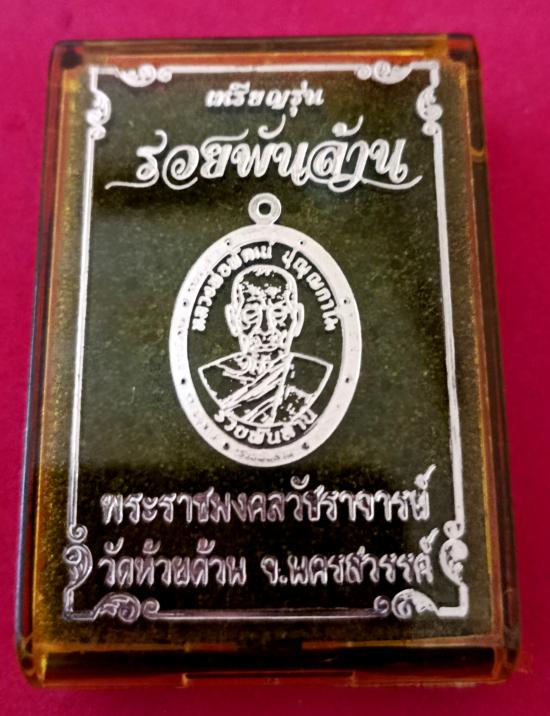 เหรียญรุ่น
รวยพันล้าน
หลวงพ่อพัฒน์ ปุญฺญกาโม
รวยพันล้าน
พระราชมงคลวัชราจารย์
วัดห้วยด้วน จ.นครสวรรค์